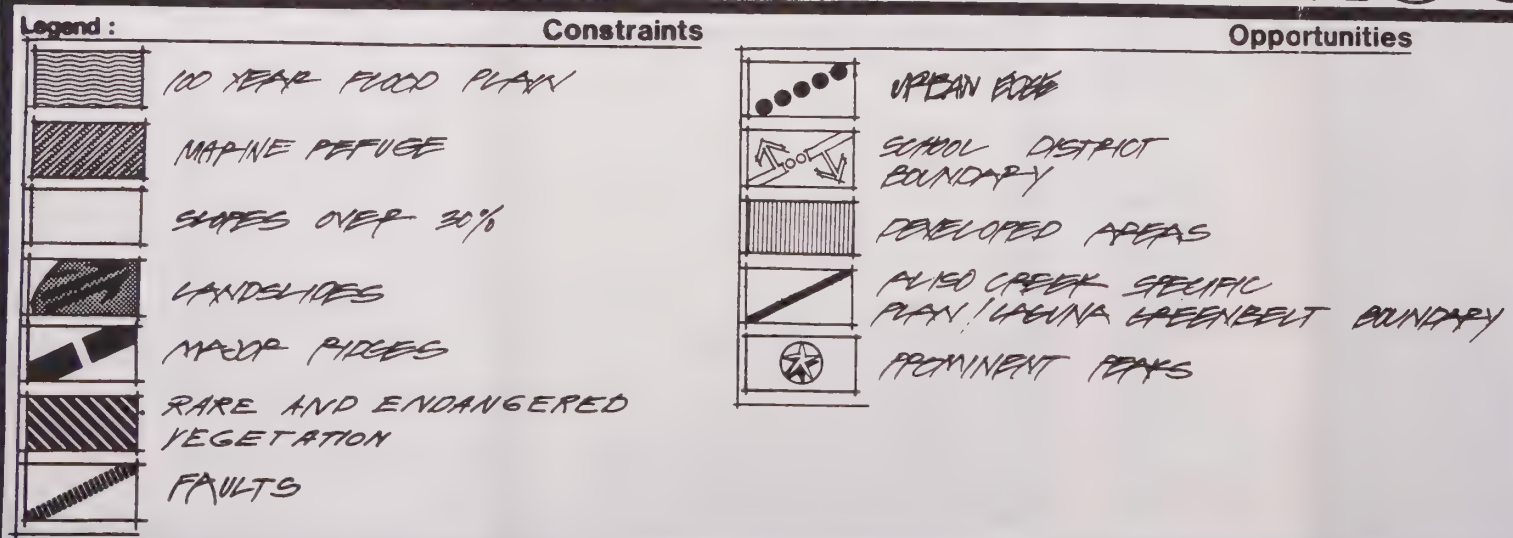 Legend :
Constraints
100 YEAR FLOOD PLAIN
MARINE REFUGE
SLOPES OVER 30%
LANDSLIDES
MAJOR RIDGES
RARE AND ENDANGERED
VEGETATION
FAULTS
Opportunities
URBAN EDGE
SCHOOL DISTRICT
BOUNDARY
DEVELOPED AREAS
ALISO CREEK SPECIFIC
PLAN / LAGUNA GREENBELT BOUNDARY
PROMINENT PEAKS